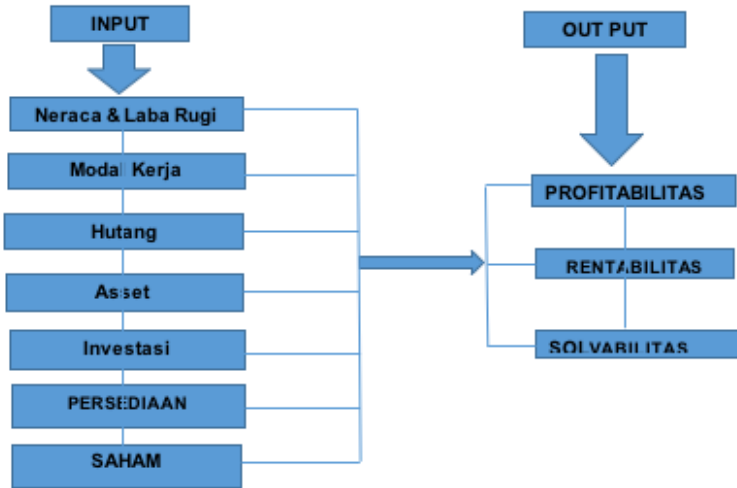 INPUT
Neraca & Laba Rugi
Modal Kerja
Hutang
Asset
Investasi
PERSEDIAAN
SAHAM
OUT PUT
PROFITABILITAS
RENTABILITAS
SOLVABILITAS